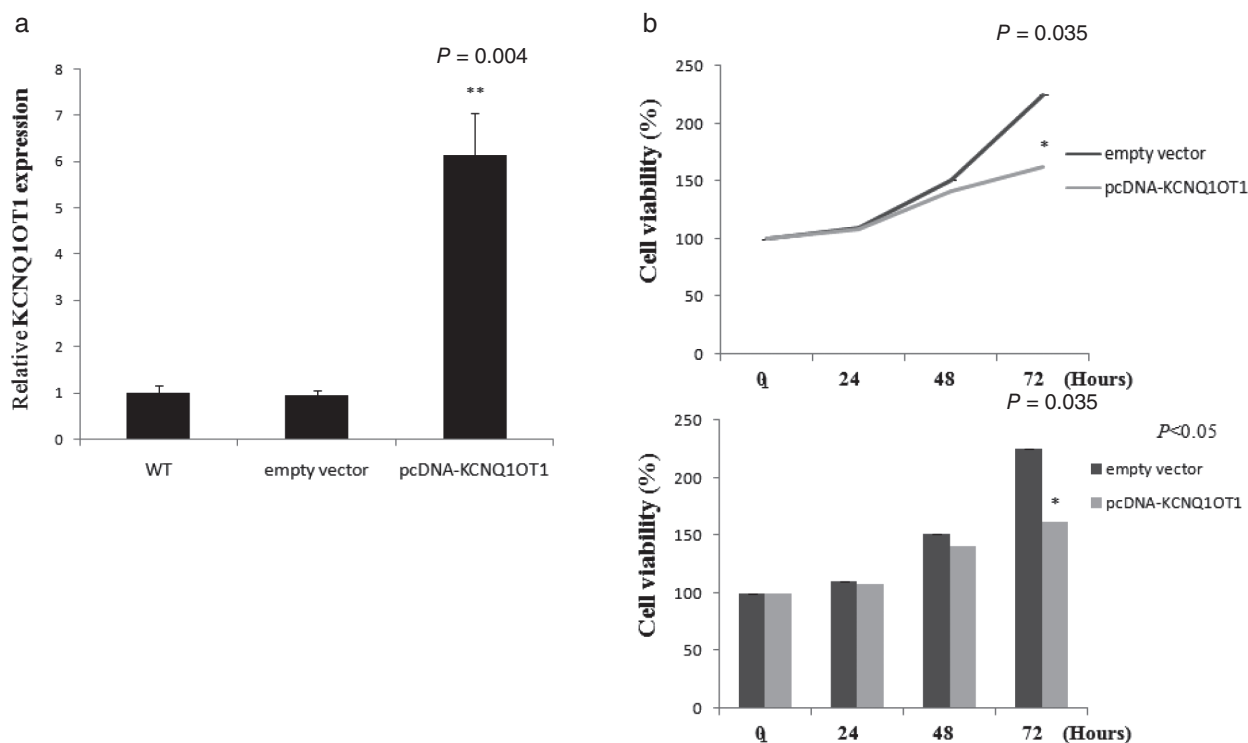 a
P = 0.004
**
8
7
6
5
4
3
2
1
0
Relative KCNQ1OT1 expression
WT
empty vector
pcDNA-KCNQ1OT1
b
P = 0.035
250
200
150
100
50
0
Cell viability (%)
*
empty vector
pcDNA-KCNQ1OT1
0 24 48 72 (Hours)
1
P = 0.035
P<0.05
250
200
150
100
50
0
Cell viability (%)
empty vector
pcDNA-KCNQ1OT1
*
0 24 48 72 (Hours)
1